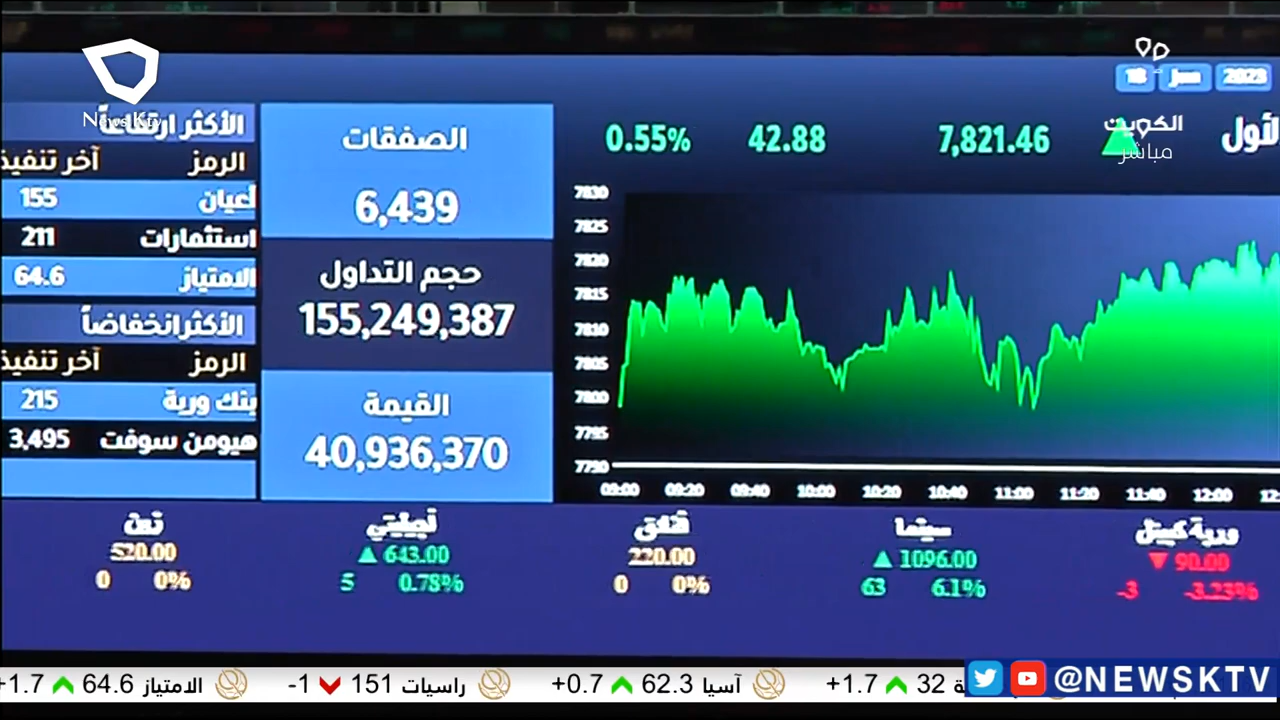 News Ktv
الكويت
مباشر
18 Jun 2023
الأكثر ارتفاعاً
الرمز آخر تنفيذ
أعيان 155
استثمارات 211
الامتياز 64.6
الأكثر انخفاضاً
الرمز آخر تنفيذ
بنك وربة 215
هيومن سوفت 3,495
الصفقات
6,439
حجم التداول
155,249,387
القيمة
40,936,370
0.55% 42.88 7,821.46
7830
7825
7820
7815
7810
7805
7800
7795
7790
09:00 09:20 09:40 10:00 10:20 10:40 11:00 11:20 11:40 12:00
520.00
0 0%
أجيليتي
▲ 643.00
5 0.78%
220.00
0 0%
سينما
▲ 1096.00
63 6.1%
وربة كبيتل
▼ 90.00
-3 -3.23%
+1.7 الامتياز 64.6
-1 راسيات 151
+0.7 آسيا 62.3
+1.7 32
@NEWSKTV